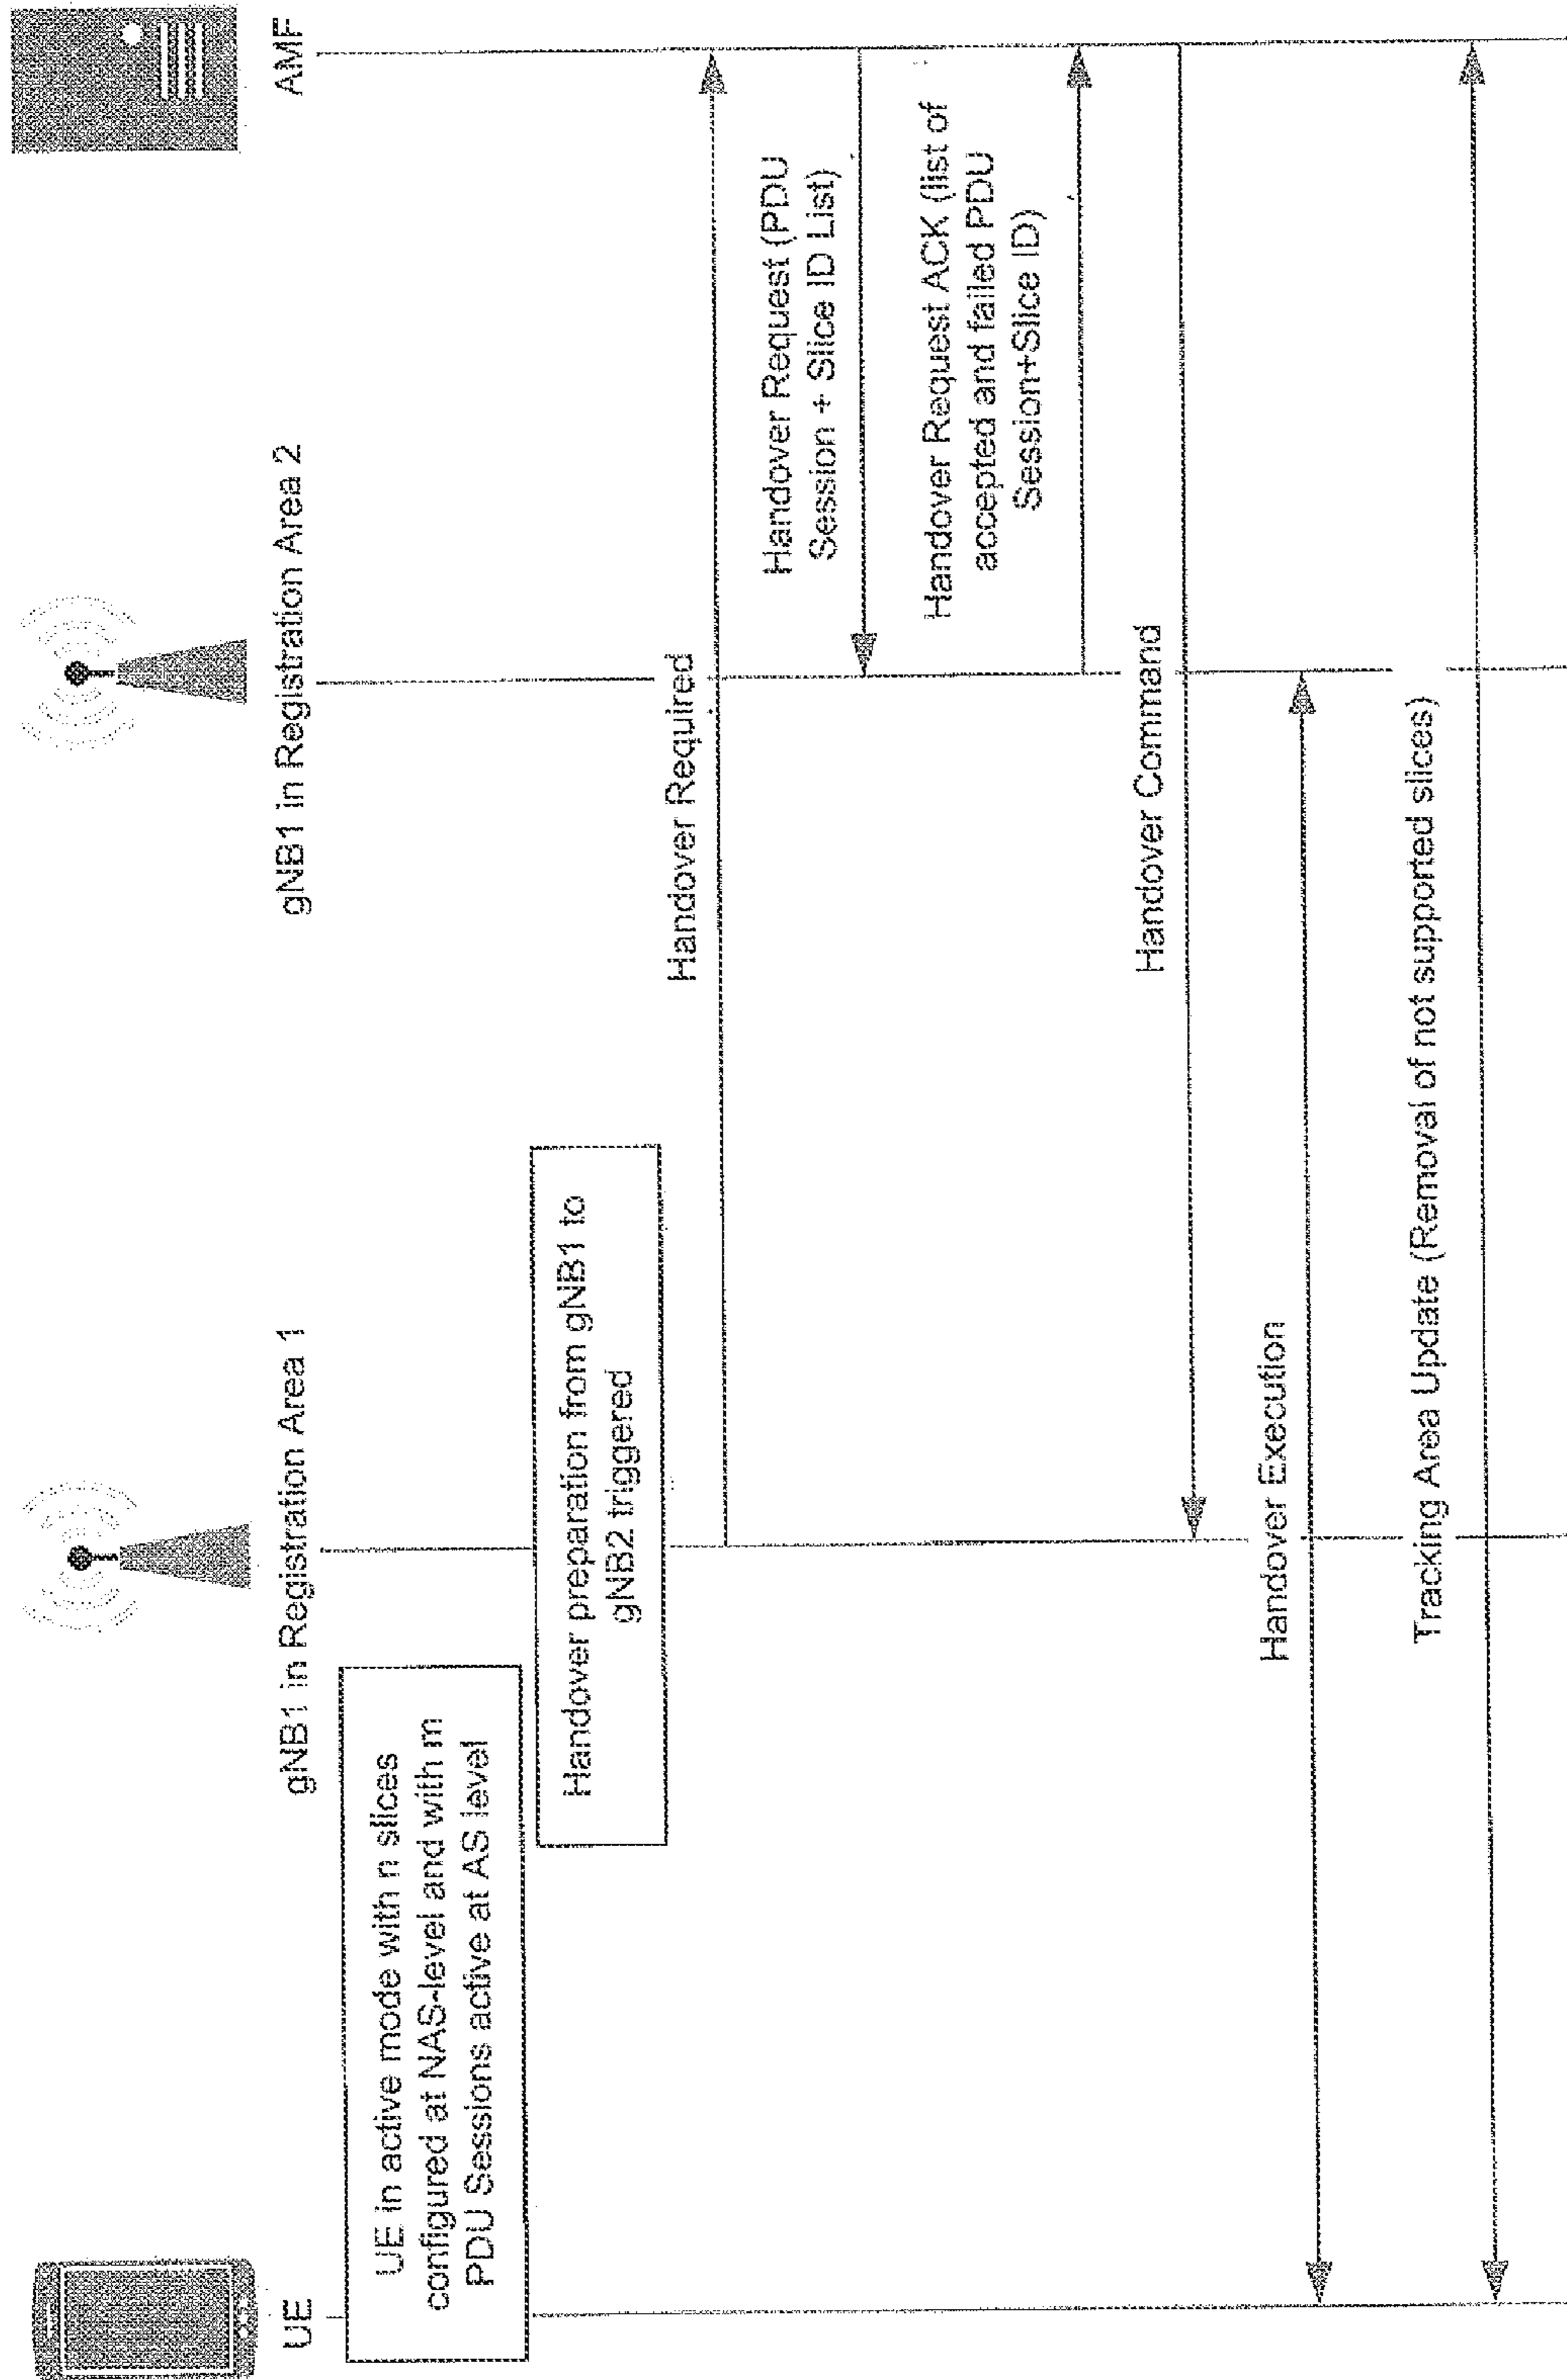 UE
gNB1 in Registration Area 1
gNB1 in Registration Area 2
AMF
UE in active mode with n slices
configured at NAS-level and with m
PDU Sessions active at AS level
Handover preparation from gNB1 to
gNB2 triggered
Handover Required
Handover Request (PDU
Session + Slice ID List)
Handover Request ACK (list of
accepted and failed PDU
Session+Slice ID)
Handover Command
Handover Execution
Tracking Area Update (Removal of not supported slices)